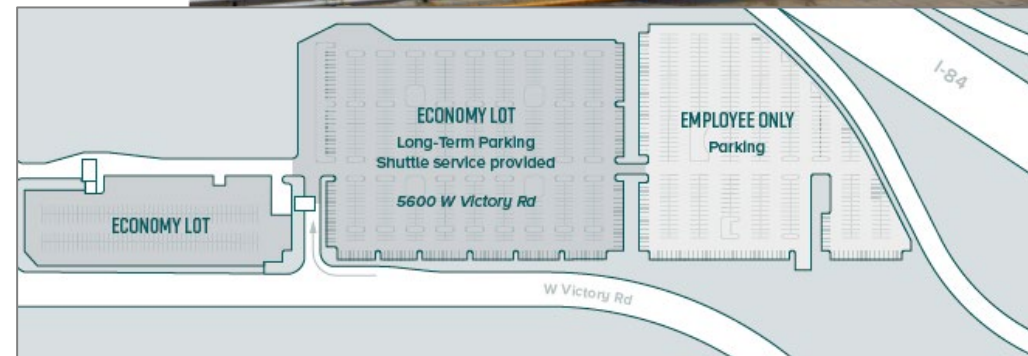 I-84
ECONOMY LOT
Long-Term Parking
Shuttle service provided
5600 W Victory Rd
EMPLOYEE ONLY
Parking
ECONOMY LOT
W Victory Rd